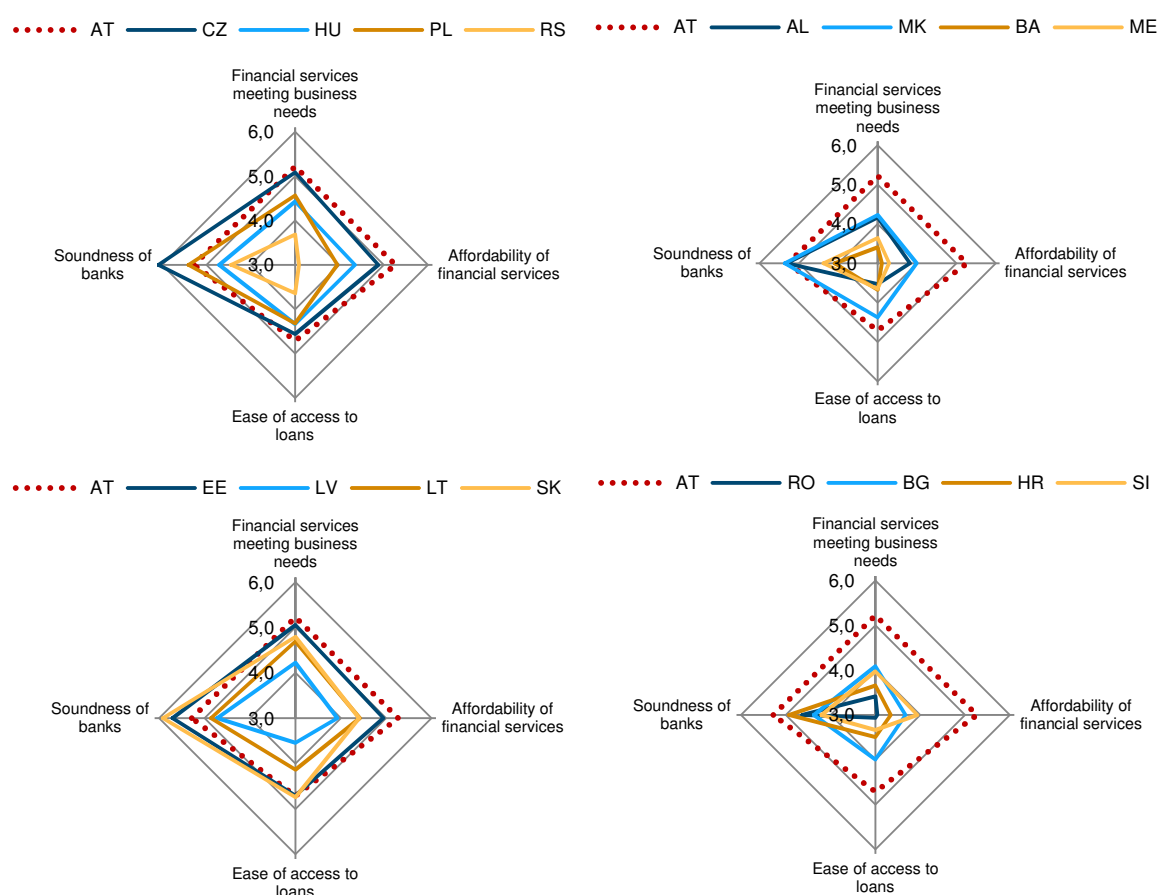 AT CZ HU PL RS
Financial services
meeting business
needs
6,0
5,0
4,0
3,0
Soundness of
banks
Affordability of
financial services
Ease of access to
loans
AT AL MK BA ME
Financial services
meeting business
needs
6,0
5,0
4,0
3,0
Soundness of
banks
Affordability of
financial services
Ease of access to
loans
AT EE LV LT SK
Financial services
meeting business
needs
6,0
5,0
4,0
3,0
Soundness of
banks
Affordability of
financial services
Ease of access to
loans
AT RO BG HR SI
Financial services
meeting business
needs
6,0
5,0
4,0
3,0
Soundness of
banks
Affordability of
financial services
Ease of access to
loans